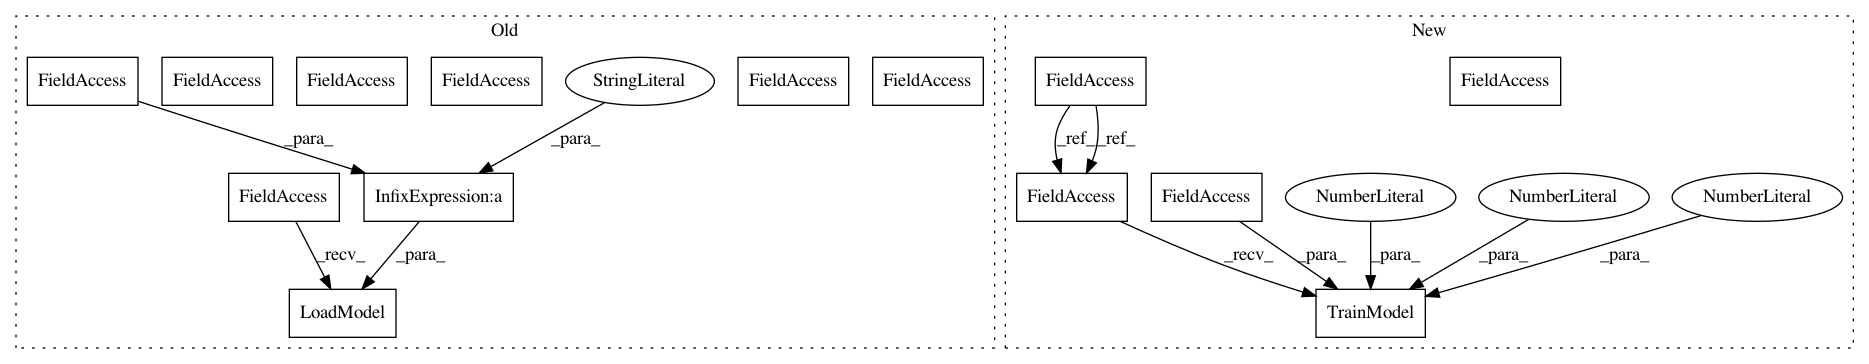 Old
New
FieldAccess
FieldAccess
FieldAccess
FieldAccess
StringLiteral
FieldAccess
FieldAccess
FieldAccess
FieldAccess
_para_
_para_
_ref_
_ref_
FieldAccess
InfixExpression:a
FieldAccess
FieldAccess
NumberLiteral
NumberLiteral
NumberLiteral
_recv_
_para_
_recv_
_para_
_para_
_para_
_para_
LoadModel
TrainModel